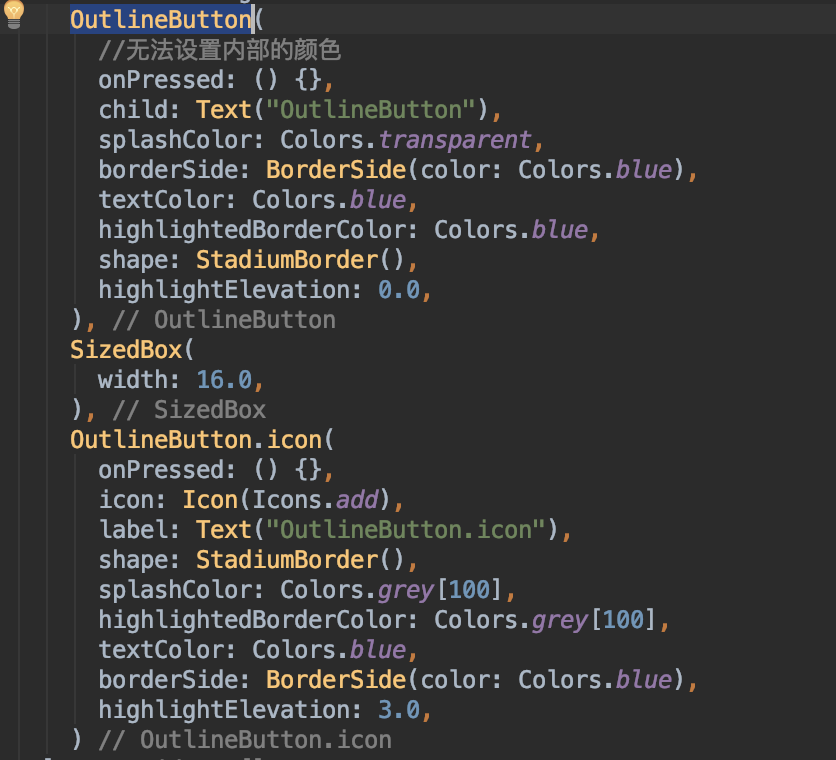 OutlineButton(
//无法设置内部的颜色
onPressed: () {},
child: Text("OutlineButton"),
splashColor: Colors.transparent,
borderSide: BorderSide(color: Colors.blue),
textColor: Colors.blue,
highlightedBorderColor: Colors.blue,
shape: StadiumBorder(),
highlightElevation: 0.0,
), // OutlineButton
SizedBox(
width: 16.0,
), // SizedBox
OutlineButton.icon(
onPressed: () {},
icon: Icon(Icons.add),
label: Text("OutlineButton.icon"),
shape: StadiumBorder(),
splashColor: Colors.grey[100],
highlightedBorderColor: Colors.grey[100],
textColor: Colors.blue,
borderSide: BorderSide(color: Colors.blue),
highlightElevation: 3.0,
) // OutlineButton.icon